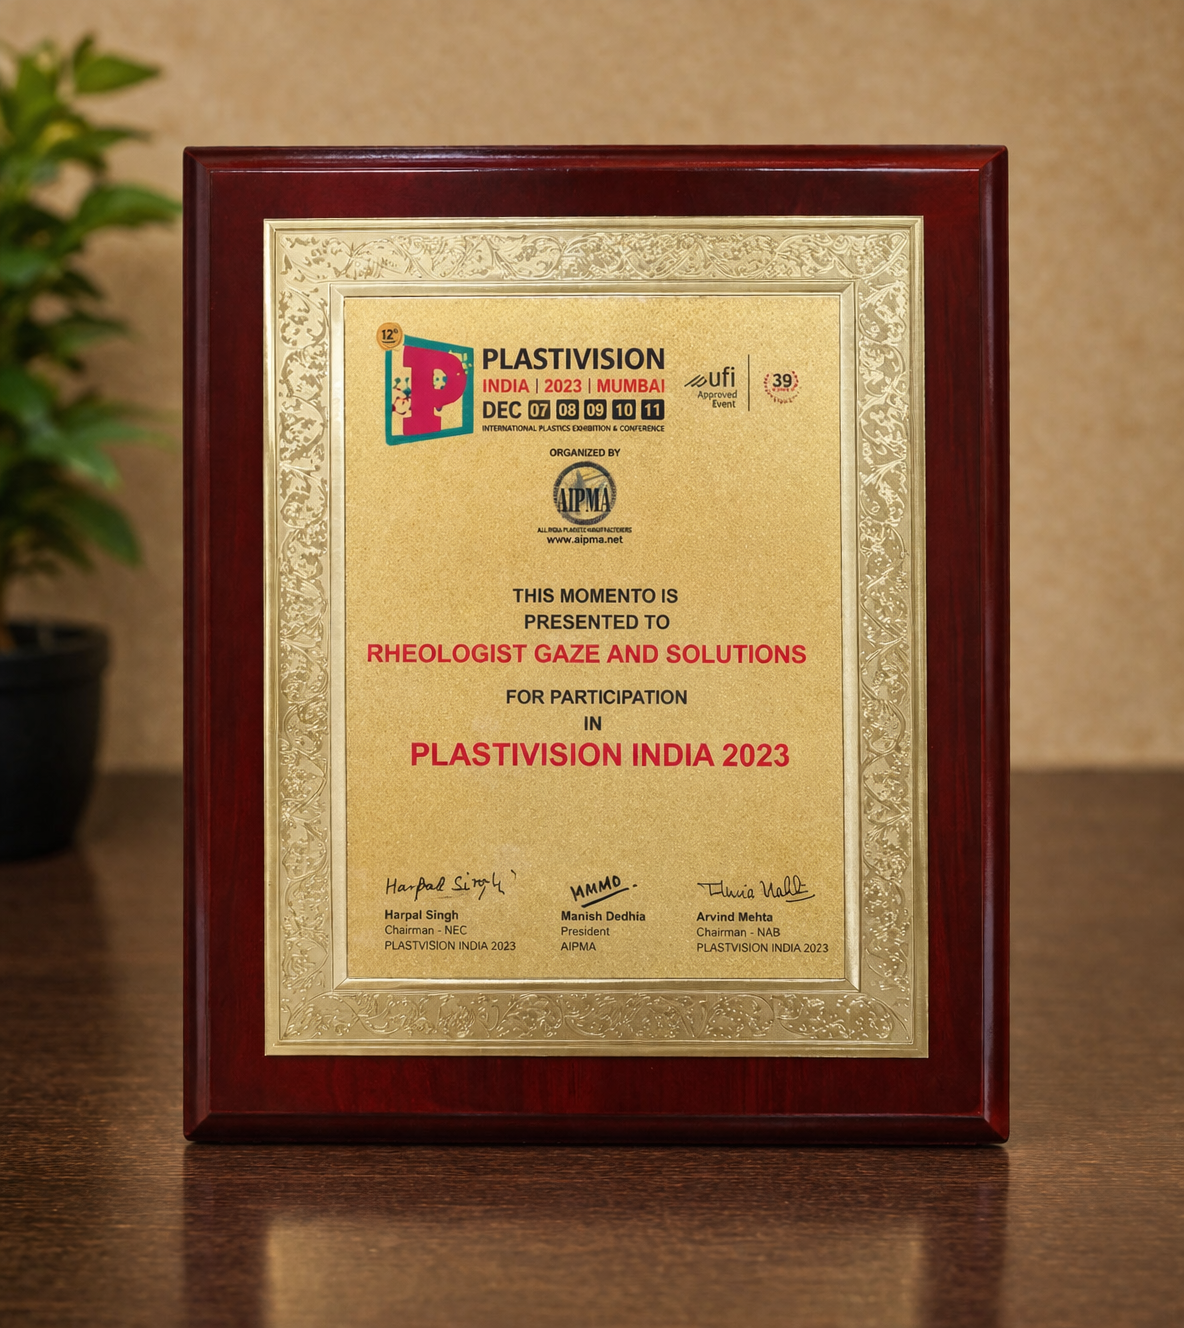 12th
PLASTIVISION
INDIA | 2023 | MUMBAI
DEC 07 08 09 10 11
INTERNATIONAL PLASTICS EXHIBITION & CONFERENCE
ufi
Approved
Event
39
ORGANIZED BY
AIPMA
www.aipma.net
THIS MOMENTO IS
PRESENTED TO
RHEOLOGIST GAZE AND SOLUTIONS
FOR PARTICIPATION
IN
PLASTIVISION INDIA 2023
Harpal Singh
Harpal Singh
Chairman - NEC
PLASTVISION INDIA 2023
Manish Dedhia
President
AIPMA
Arvind Mehta
Chairman - NAB
PLASTVISION INDIA 2023